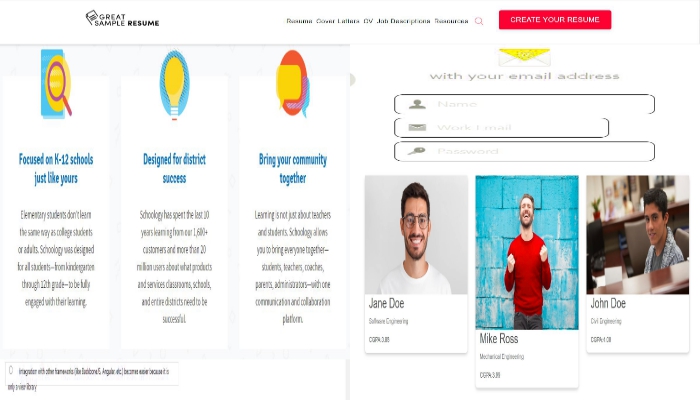 GREAT
SAMPLE RESUME
Resume Cover Letters CV Job Descriptions Resources
CREATE YOUR RESUME
Focused on K-12 schools
just like yours
Elementary students don't learn
the same way as college students
or adults. Schoology was designed
for all students—from kindergarten
through 12th grade—to be fully
engaged with their learning.
Designed for district
success
Schoology has spent the last 10
years learning from our 1,600+
customers and more than 20
million users about what products
and services classrooms, schools,
and entire districts need to be
successful.
Bring your community
together
Learning is not just about teachers
and students. Schoology allows
you to bring everyone together—
students, teachers, coaches,
parents, administrators—with one
communication and collaboration
platform.
Integration with other frameworks (like Backbone.js, Angular, etc.) becomes easier because it is
only a view library
with your email address
Name
Work Email
Password
Jane Doe
Software Engineering
CGPA:3.85
Mike Ross
Mechanical Engineering
CGPA:3.95
John Doe
Civil Engineering
CGPA:4.00